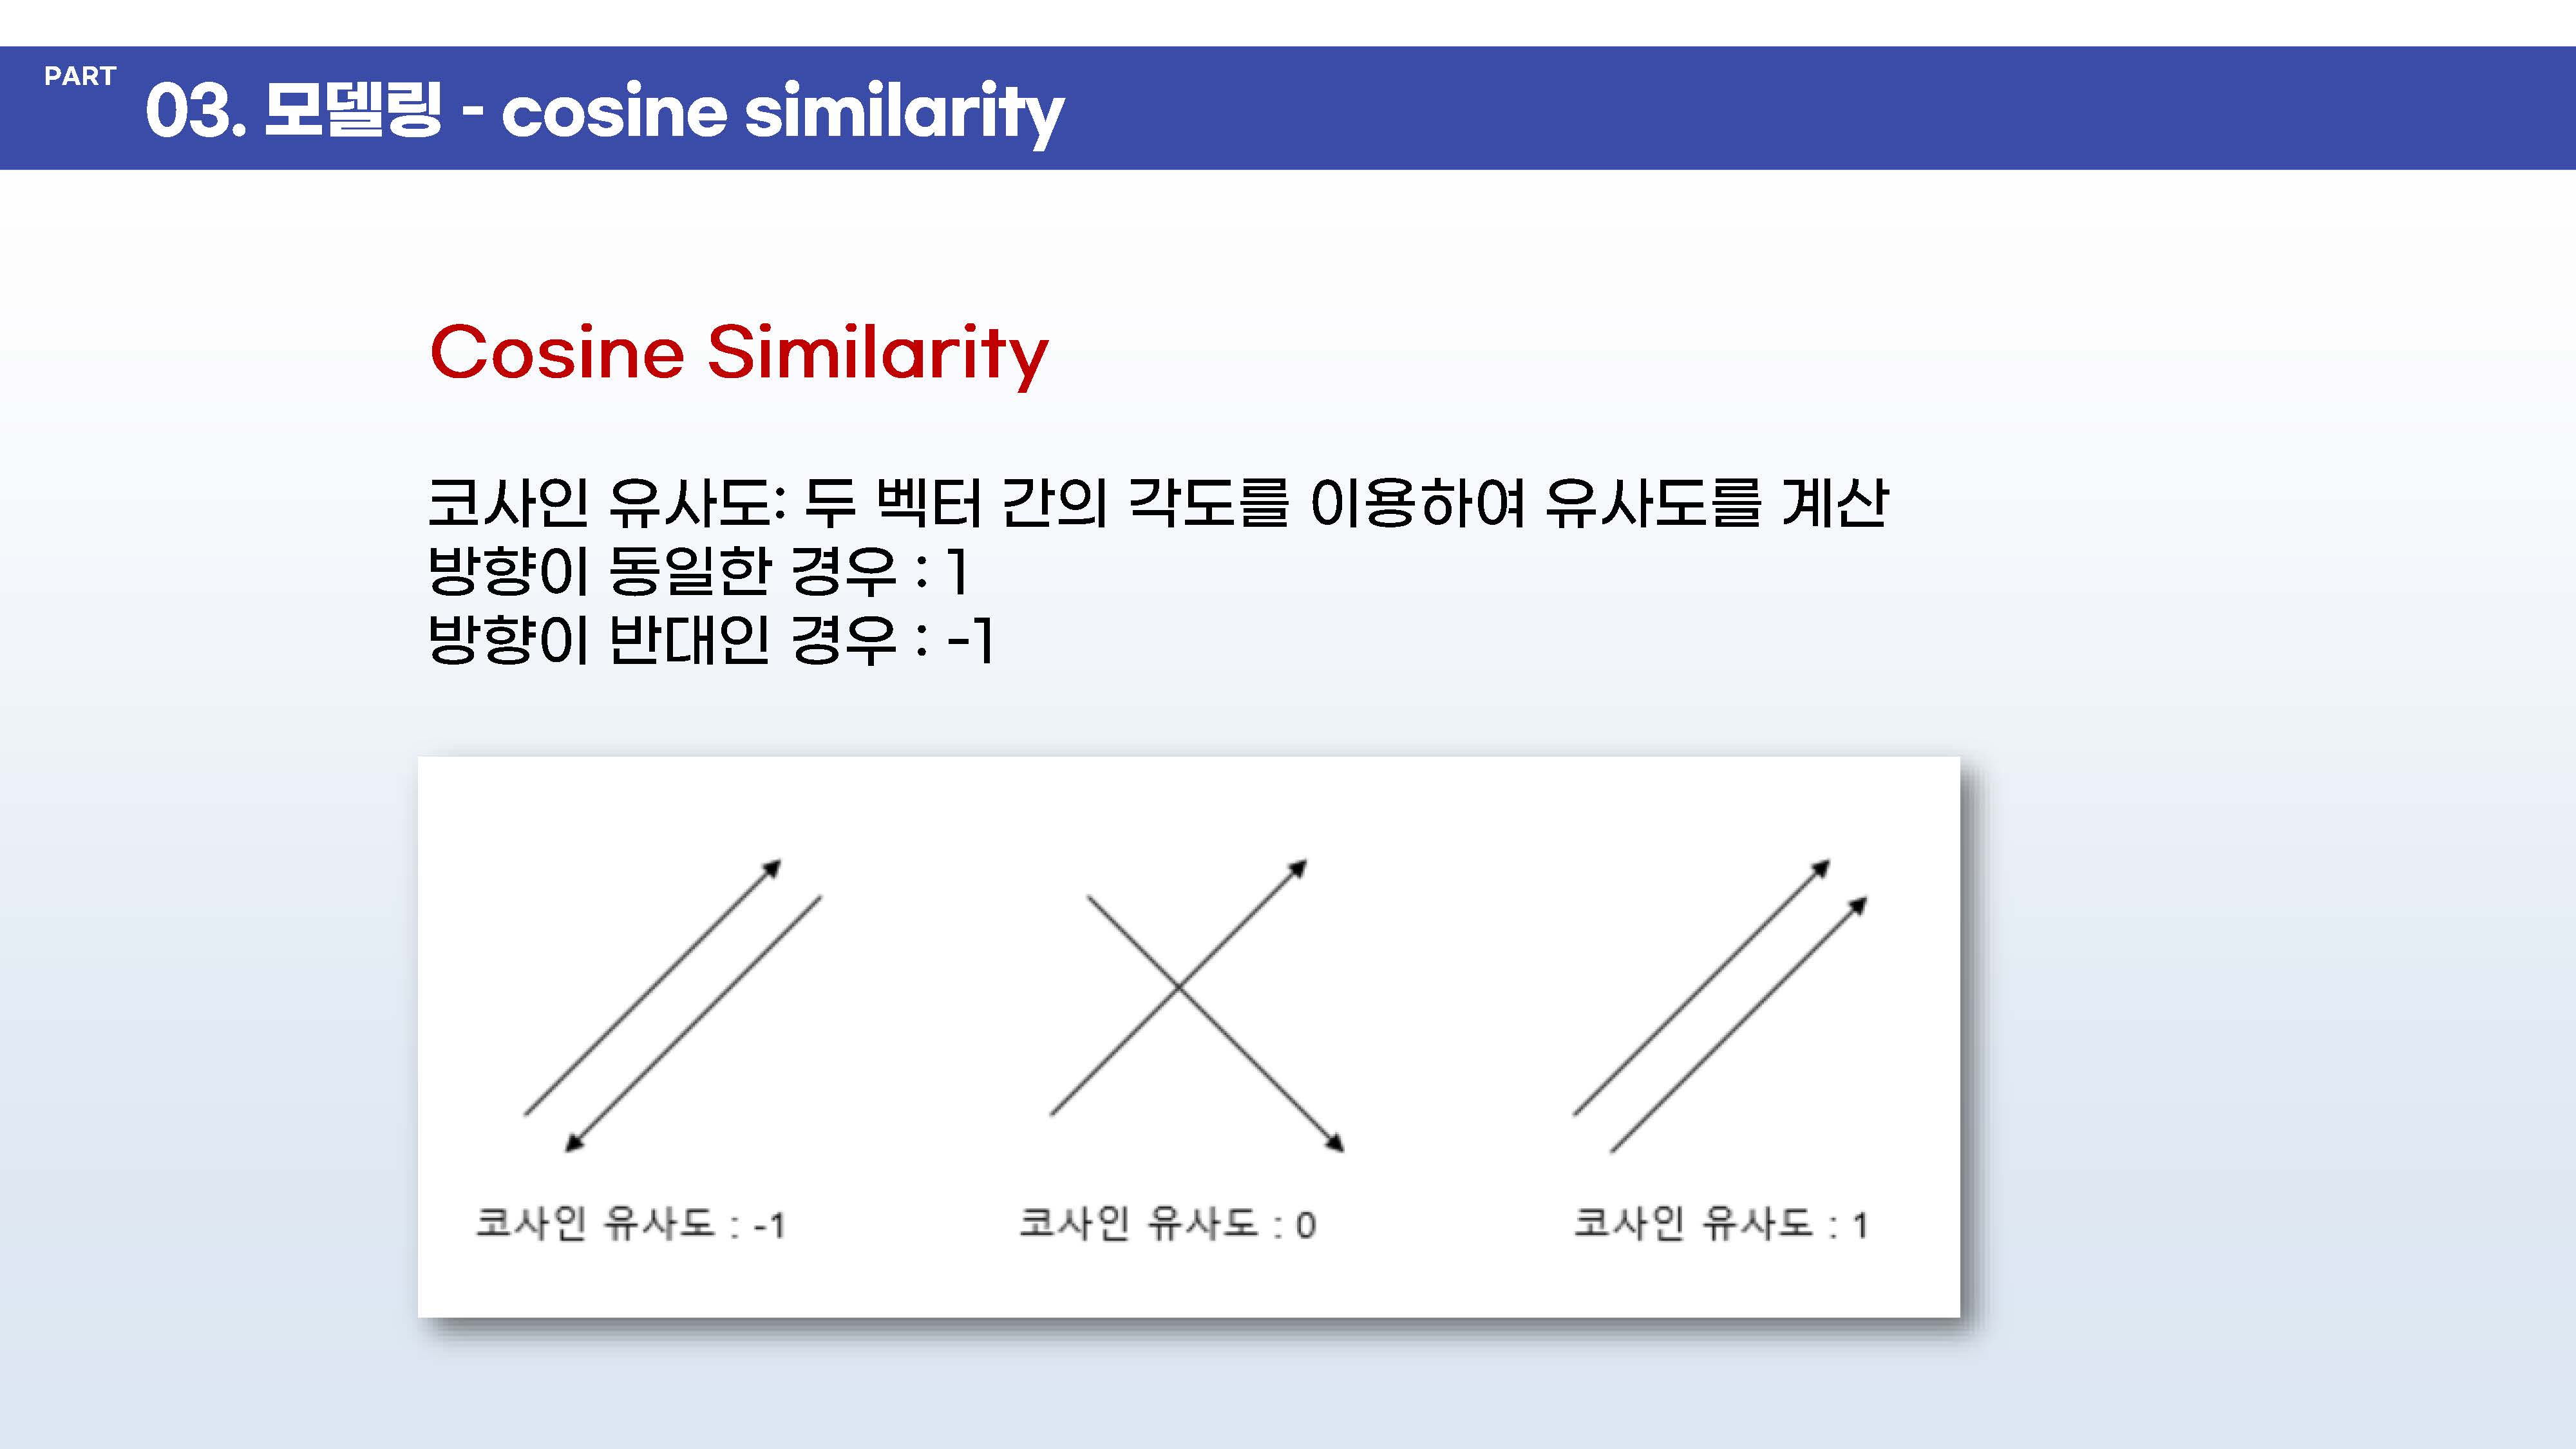 PART
03. 모델링 - cosine similarity
Cosine Similarity
코사인 유사도: 두 벡터 간의 각도를 이용하여 유사도를 계산
방향이 동일한 경우 : 1
방향이 반대인 경우 : -1
코사인 유사도 : -1
코사인 유사도 : 0
코사인 유사도 : 1